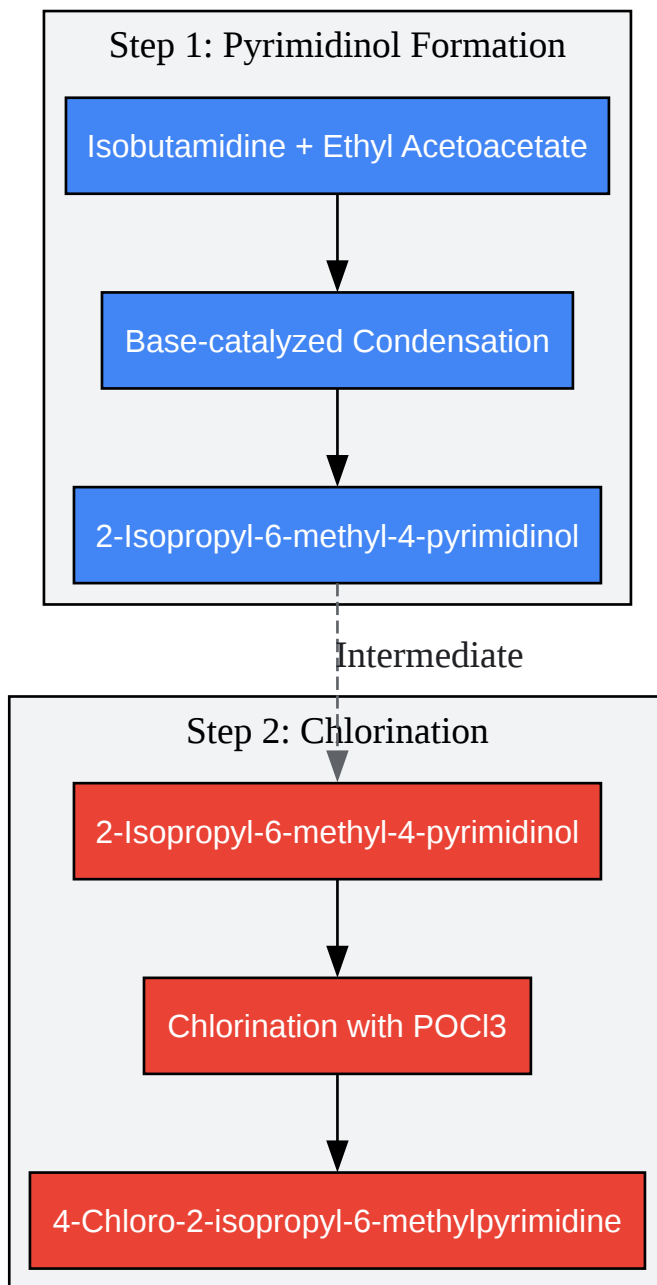 Step 1: Pyrimidinol Formation
Isobutamidine + Ethyl Acetoacetate
Base-catalyzed Condensation
2-Isopropyl-6-methyl-4-pyrimidinol
Intermediate
Step 2: Chlorination
2-Isopropyl-6-methyl-4-pyrimidinol
Chlorination with POCl3
4-Chloro-2-isopropyl-6-methylpyrimidine